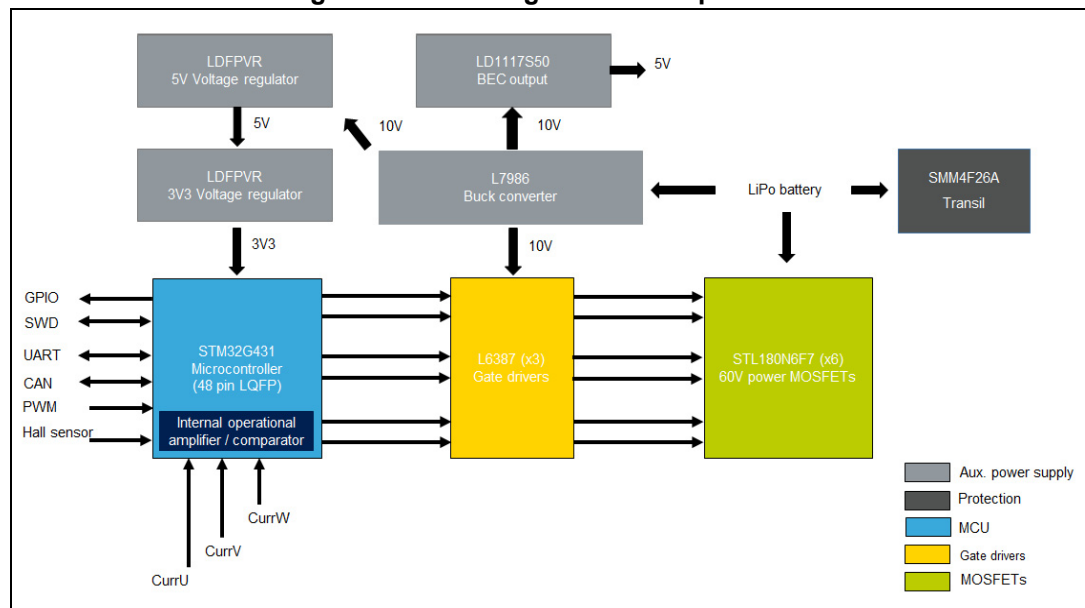 LDFPVR
5V Voltage regulator
LD1117S50
BEC output
5V
5V
10V
10V
LDFPVR
3V3 Voltage regulator
L7986
Buck converter
LiPo battery
SMM4F26A
Transil
3V3
10V
GPIO
SWD
UART
CAN
PWM
Hall sensor
STM32G431
Microcontroller
(48 pin LQFP)
Internal operational
amplifier / comparator
L6387 (x3)
Gate drivers
STL180N6F7 (x6)
60V power MOSFETs
CurrW
CurrV
CurrU
Aux. power supply
Protection
MCU
Gate drivers
MOSFETs